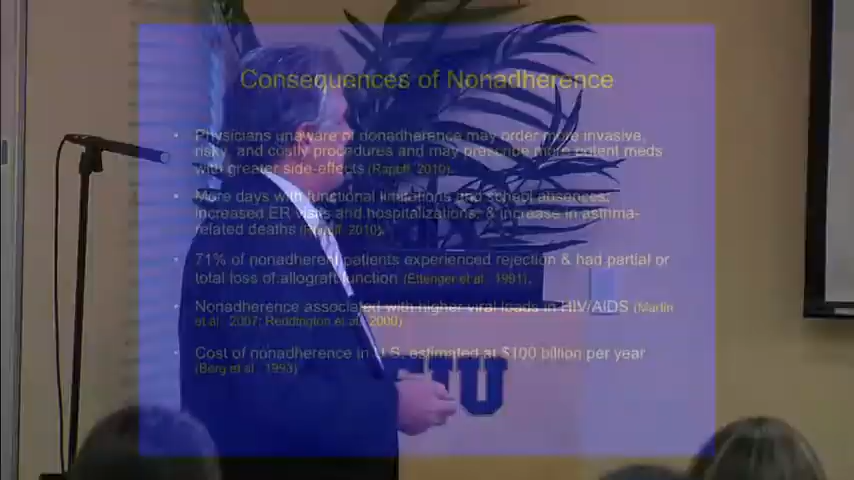 Consequences of Nonadherence
• Physicians unaware of nonadherence may order more invasive,
risky, and costly procedures and may prescribe more potent meds
with greater side-effects (Rapoff, 2010).
• More days with functional limitations and school absences;
increased ER visits and hospitalizations; & increase in asthma-
related deaths (Rapoff, 2010).
• 71% of nonadherent patients experienced rejection & had partial or
total loss of allograft function (Ettenger et al., 1991).
• Nonadherence associated with higher viral loads in HIV/AIDS (Martin
et al., 2007; Reddington et al., 2000)
• Cost of nonadherence in U.S. estimated at $100 billion per year
(Berg et al., 1993)
FIU